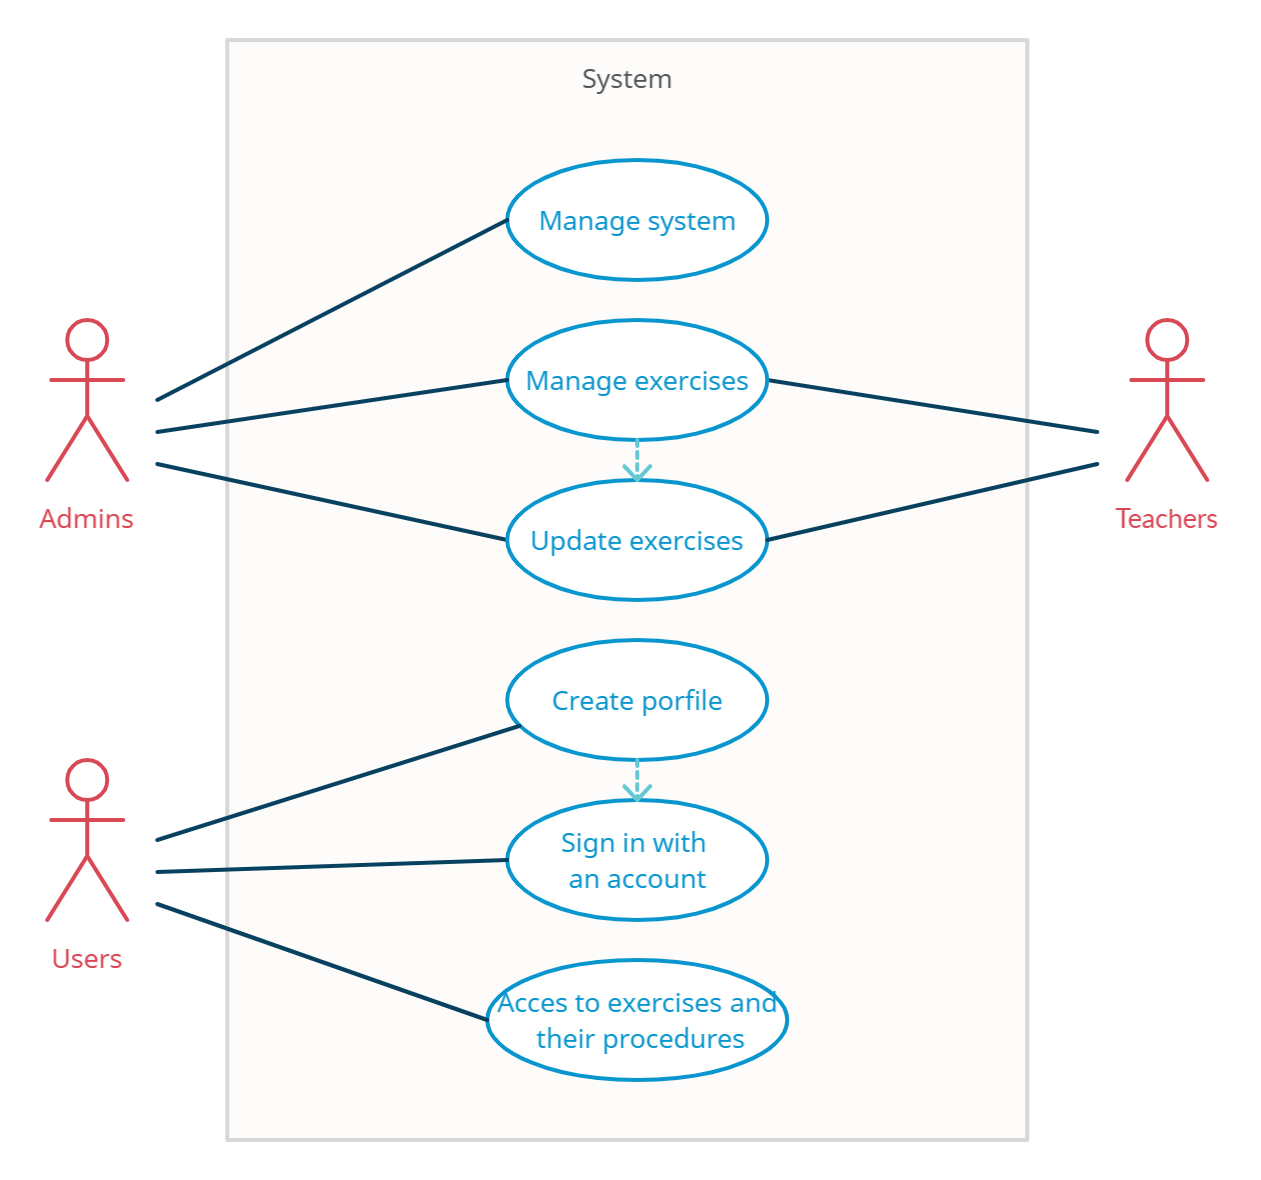 System
Manage system
Manage exercises
Admins
Teachers
Update exercises
Create porfile
Sign in with
an account
Users
Acces to exercises and
their procedures